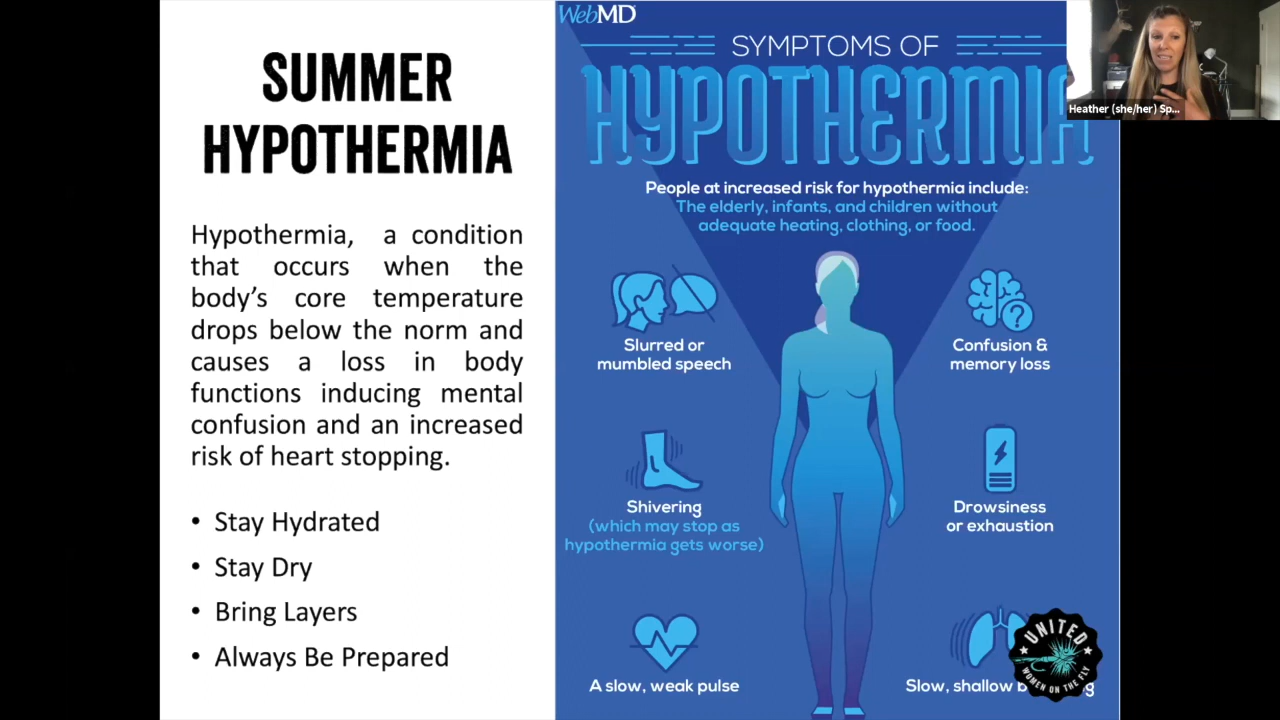 SUMMER
HYPOTHERMIA
Hypothermia, a condition
that occurs when the
body's core temperature
drops below the norm and
causes a loss in body
functions inducing mental
confusion and an increased
risk of heart stopping.
• Stay Hydrated
• Stay Dry
• Bring Layers
• Always Be Prepared
WebMD
SYMPTOMS OF
HYPOTHERMIA
People at increased risk for hypothermia include:
The elderly, infants, and children without
adequate heating, clothing, or food.
Slurred or
mumbled speech
Confusion &
memory loss
?
Shivering
(which may stop as
hypothermia gets worse)
Drowsiness
or exhaustion
A slow, weak pulse
Slow, shallow
UNITED
WOMEN ON THE FLY
Heather (she/her) Sp...